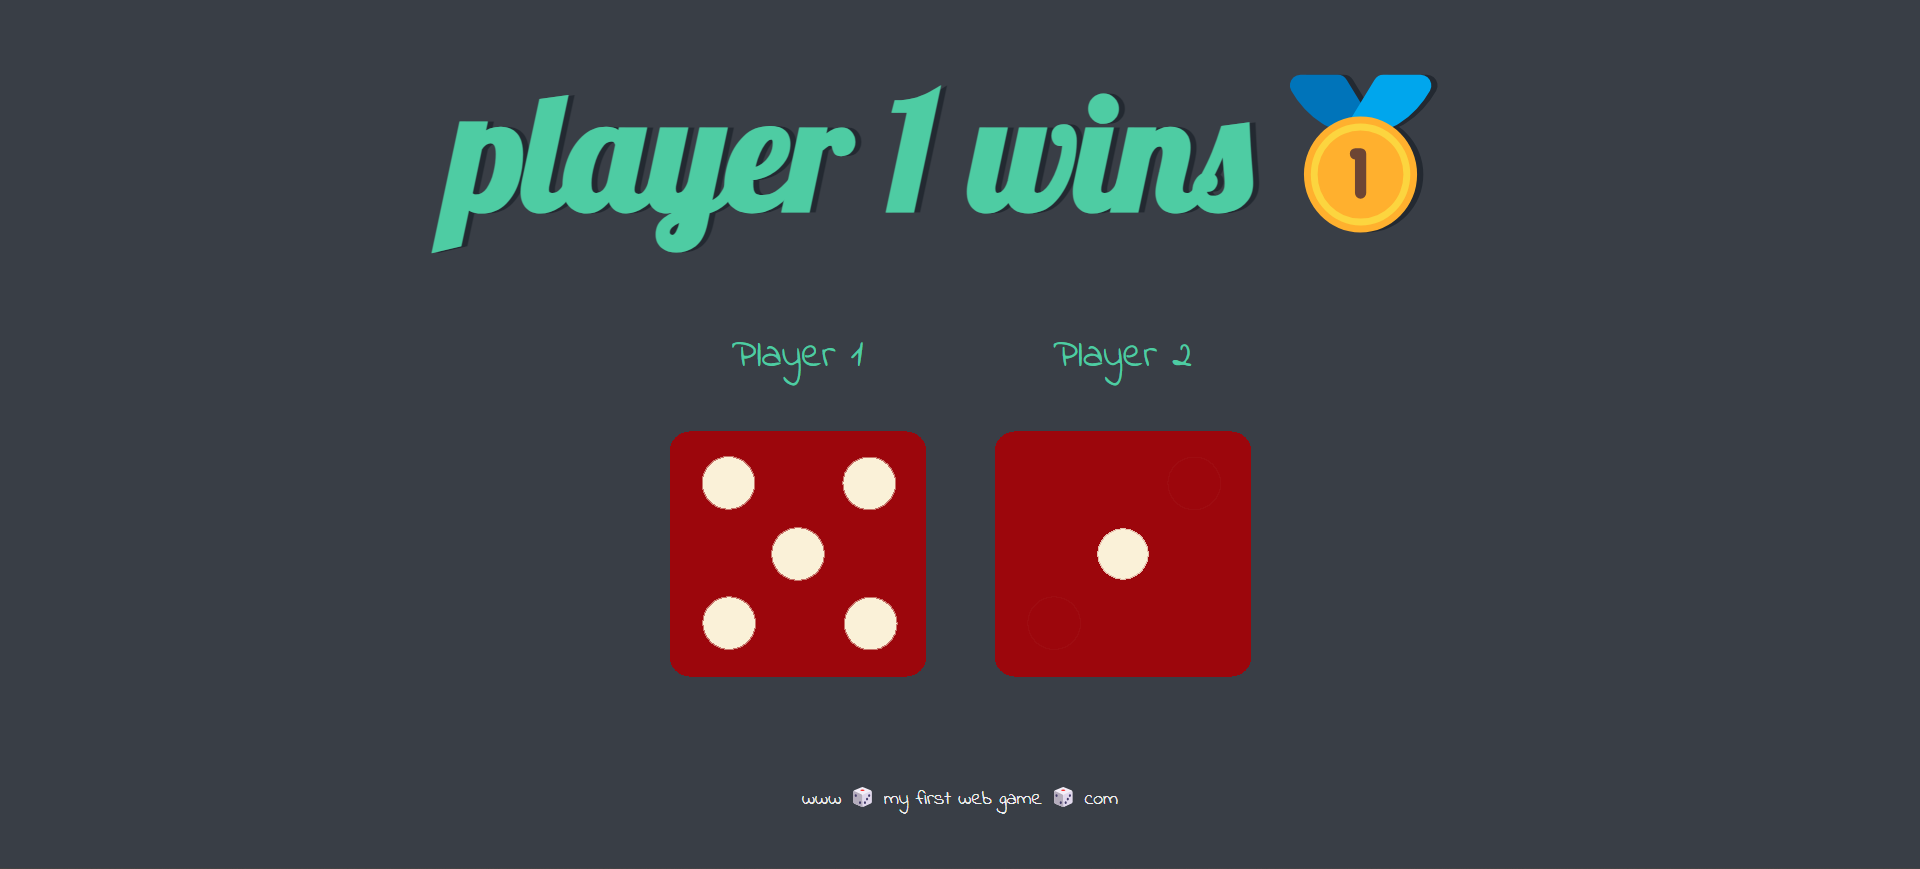 player 1 wins 🥇
Player 1
Player 2
www 🎲 my first web game 🎲 com